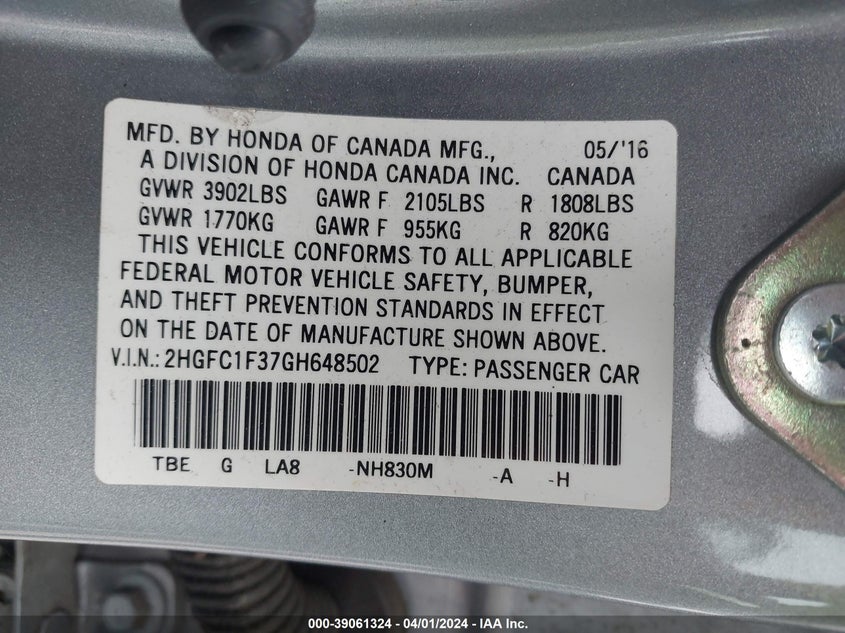 MFD. BY HONDA OF CANADA MFG., 05/'16
A DIVISION OF HONDA CANADA INC. CANADA
GVWR 3902LBS GAWR F 2105LBS R 1808LBS
GVWR 1770KG GAWR F 955KG R 820KG
THIS VEHICLE CONFORMS TO ALL APPLICABLE
FEDERAL MOTOR VEHICLE SAFETY, BUMPER,
AND THEFT PREVENTION STANDARDS IN EFFECT
ON THE DATE OF MANUFACTURE SHOWN ABOVE.
V.I.N.: 2HGFC1F37GH648502 TYPE: PASSENGER CAR
TBE G LA8 -NH830M -A -H
000-39061324 - 04/01/2024 - IAA Inc.